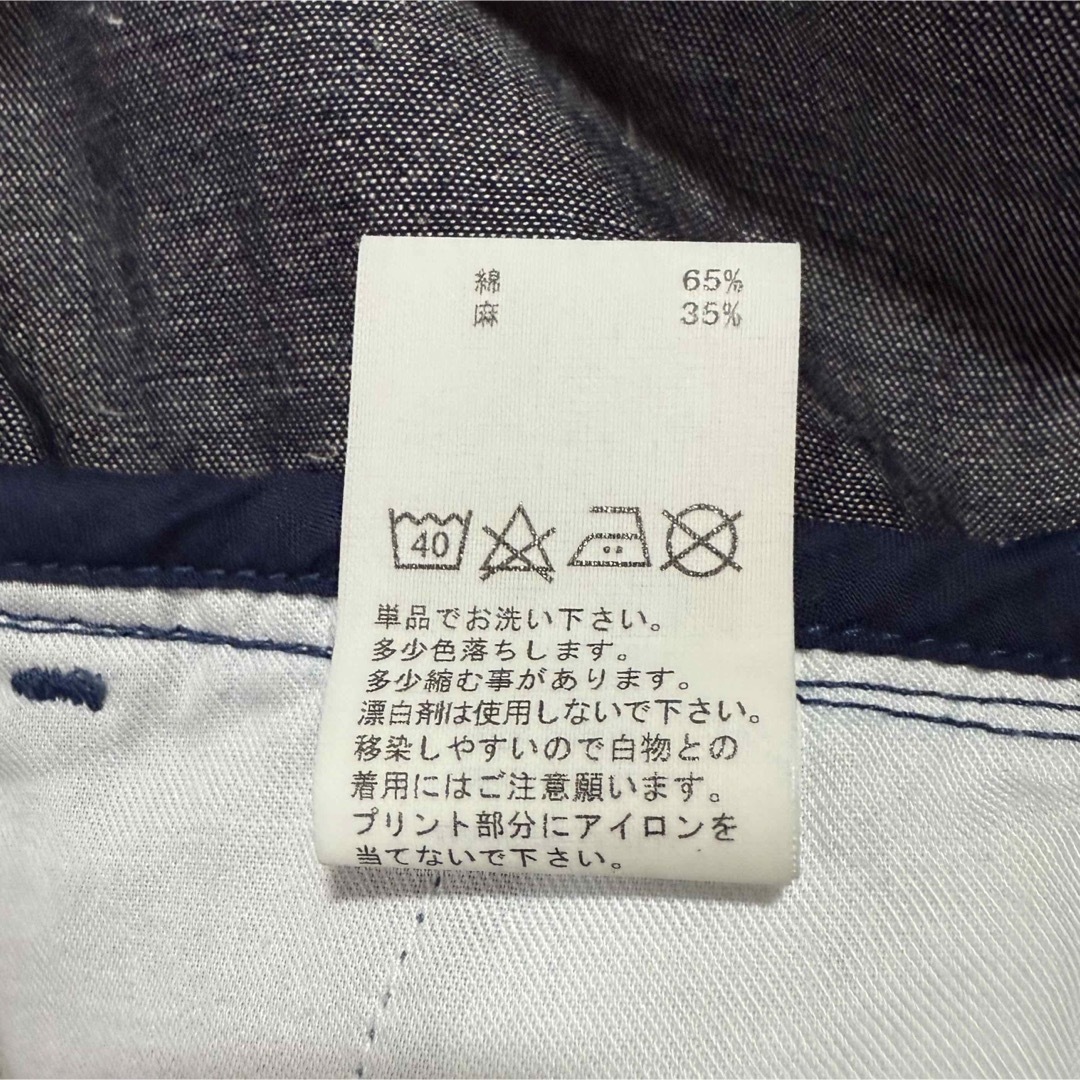 綿 65%
麻 35%
40
単品でお洗い下さい。
多少色落ちします。
多少縮む事があります。
漂白剤は使用しないで下さい。
移染しやすいので白物との
着用にはご注意願います。
プリント部分にアイロンを
当てないで下さい。